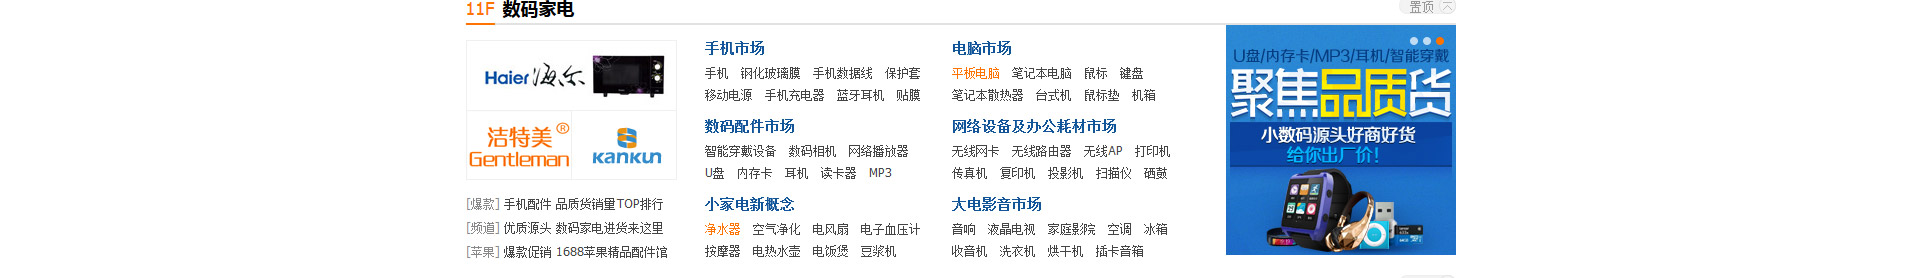 11F 数码家电
置顶
Haier 海尔
洁特美®
Gentleman
KANKUN
[爆款] 手机配件 品质货销量TOP排行
[频道] 优质源头 数码家电进货来这里
[苹果] 爆款促销 1688苹果精品配件馆
手机市场
手机 钢化玻璃膜 手机数据线 保护套
移动电源 手机充电器 蓝牙耳机 贴膜
数码配件市场
智能穿戴设备 数码相机 网络播放器
U盘 内存卡 耳机 读卡器 MP3
小家电新概念
净水器 空气净化 电风扇 电子血压计
按摩器 电热水壶 电饭煲 豆浆机
电脑市场
平板电脑 笔记本电脑 鼠标 键盘
笔记本散热器 台式机 鼠标垫 机箱
网络设备及办公耗材市场
无线网卡 无线路由器 无线AP 打印机
传真机 复印机 投影机 扫描仪 硒鼓
大电影音市场
音响 液晶电视 家庭影院 空调 冰箱
收音机 洗衣机 烘干机 插卡音箱
U盘/内存卡/MP3/耳机/智能穿戴
聚焦品质货
小数码源头好商好货
给你出厂价!